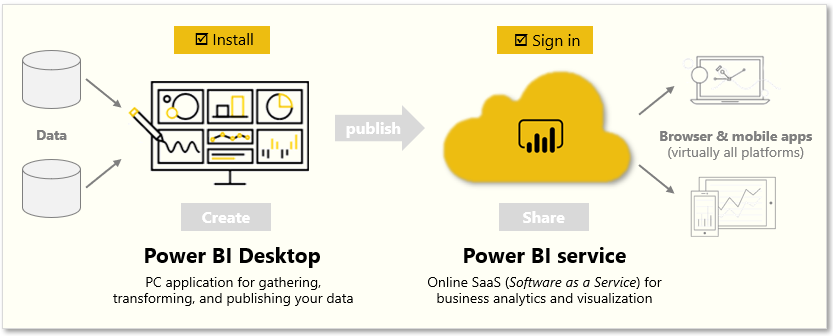 ☑ Install
☑ Sign in
Data
publish
Browser & mobile apps
(virtually all platforms)
Create
Share
Power BI Desktop
PC application for gathering,
transforming, and publishing your data
Power BI service
Online SaaS (Software as a Service) for
business analytics and visualization